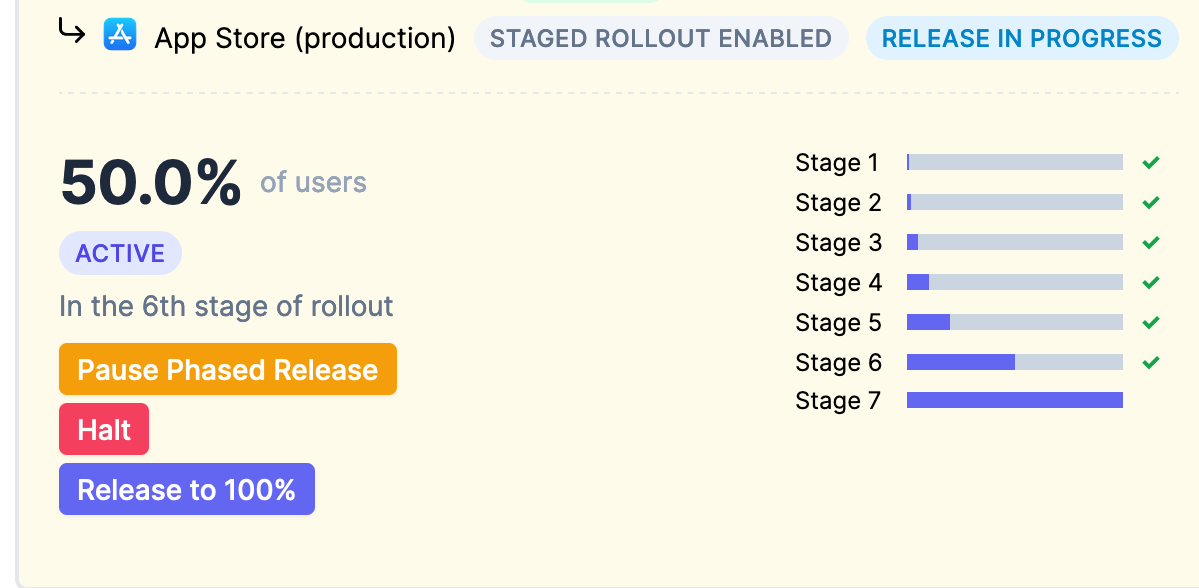 App Store (production) STAGED ROLLOUT ENABLED RELEASE IN PROGRESS
50.0% of users
ACTIVE
In the 6th stage of rollout
Pause Phased Release
Halt
Release to 100%
Stage 1
Stage 2
Stage 3
Stage 4
Stage 5
Stage 6
Stage 7